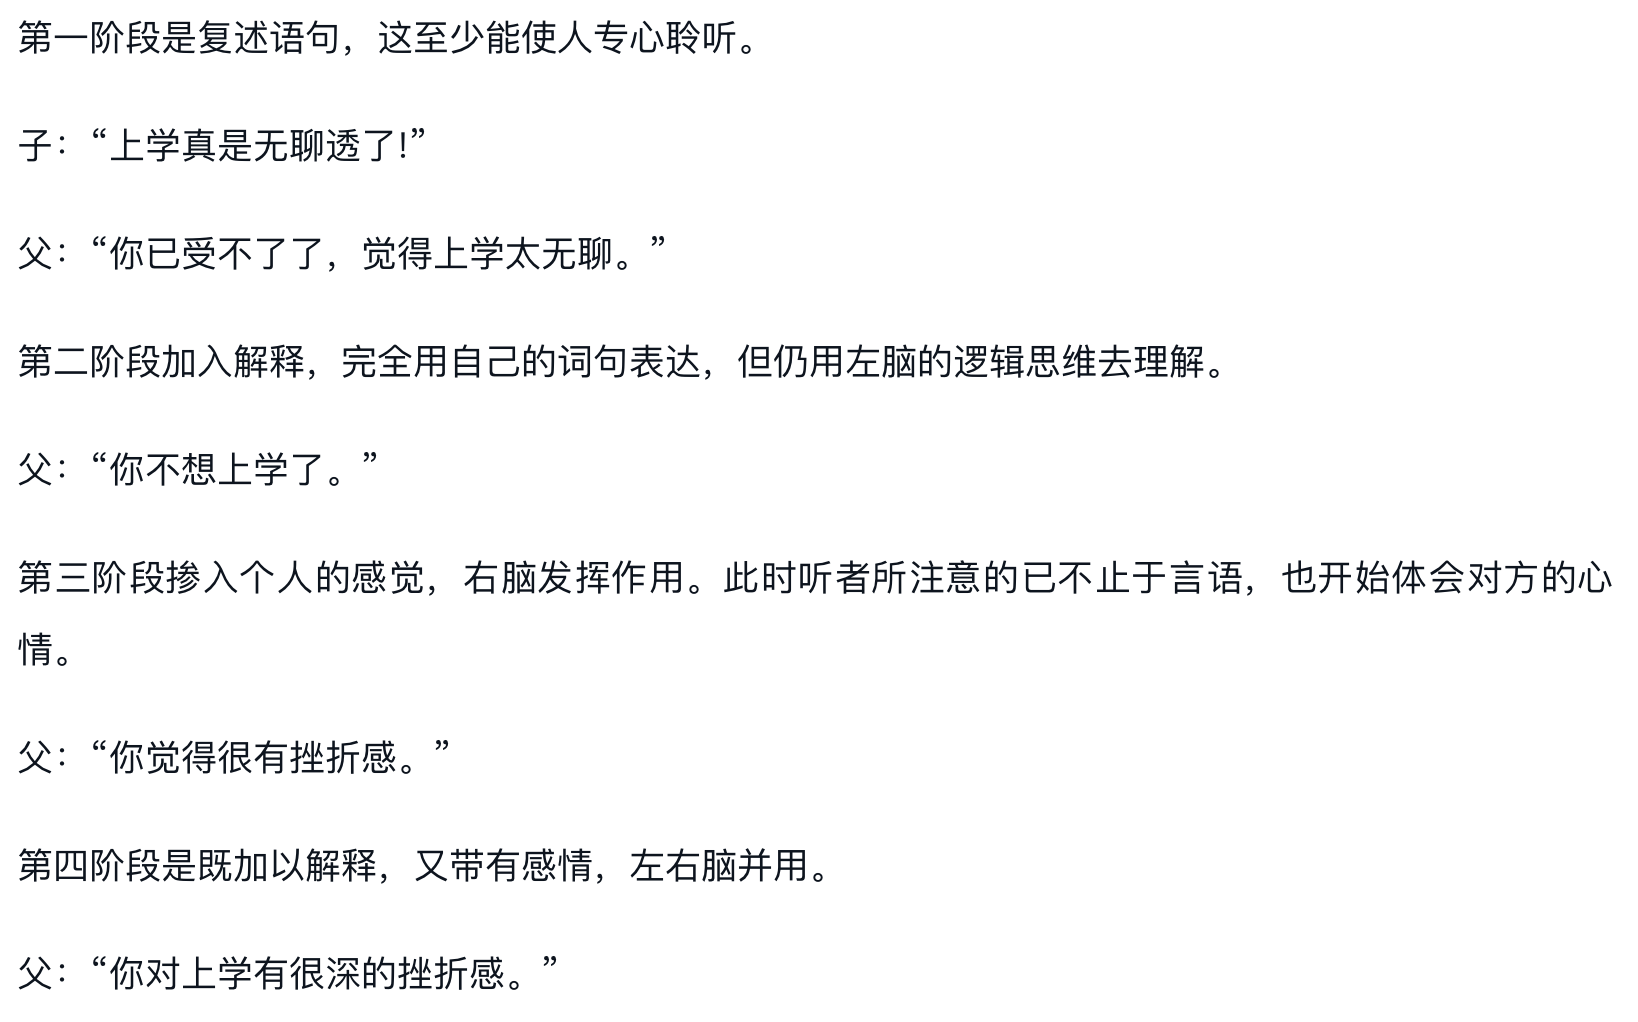 第一阶段是复述语句，这至少能使人专心聆听。
子：“上学真是无聊透了!”
父：“你已受不了了，觉得上学太无聊。”
第二阶段加入解释，完全用自己的词句表达，但仍用左脑的逻辑思维去理解。
父：“你不想上学了。”
第三阶段掺入个人的感觉，右脑发挥作用。此时听者所注意的已不止于言语，也开始体会对方的心
情。
父：“你觉得很有挫折感。”
第四阶段是既加以解释，又带有感情，左右脑并用。
父：“你对上学有很深的挫折感。”